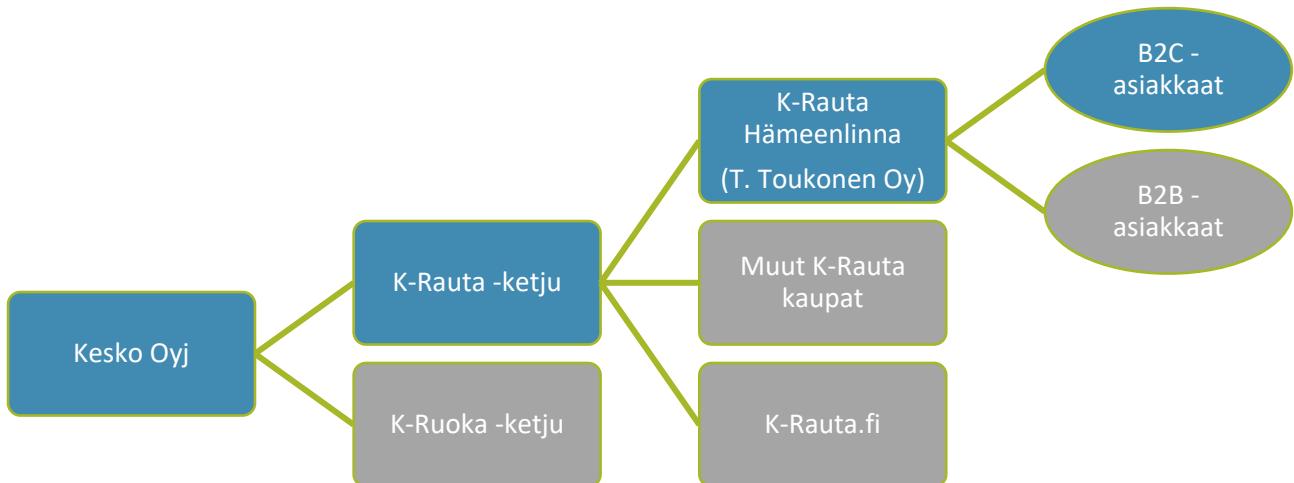 Kesko Oyj
K-Rauta -ketju
K-Ruoka -ketju
K-Rauta
Hämeenlinna
(T. Toukonen Oy)
Muut K-Rauta
kaupat
K-Rauta.fi
B2C -
asiakkaat
B2B -
asiakkaat